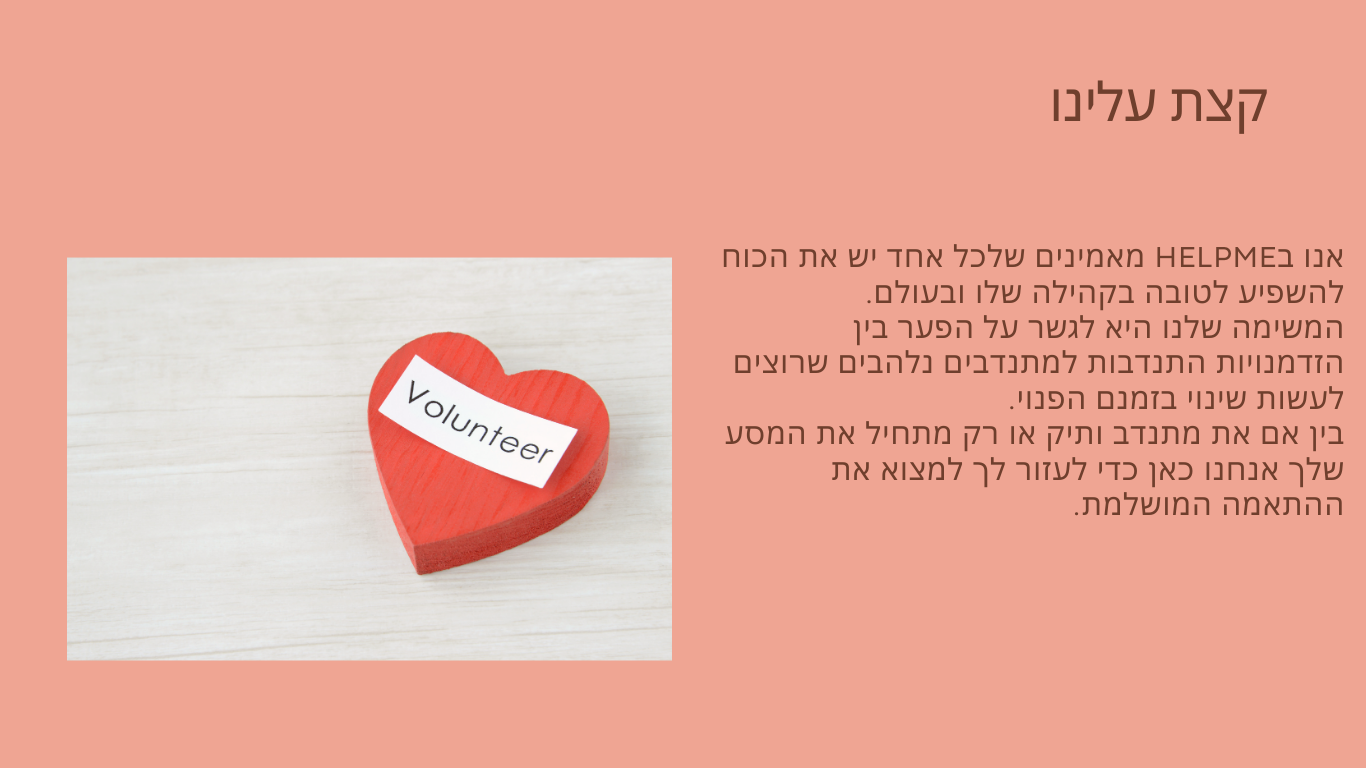 קצת עלינו
אנו בHELPME מאמינים שלכל אחד יש את הכוח
להשפיע לטובה בקהילה שלו ובעולם.
המשימה שלנו היא לגשר על הפער בין
הזדמנויות התנדבות למתנדבים נלהבים שרוצים
לעשות שינוי בזמנם הפנוי.
בין אם את מתנדב ותיק או רק מתחיל את המסע
שלך אנחנו כאן כדי לעזור לך למצוא את
ההתאמה המושלמת.
Volunteer